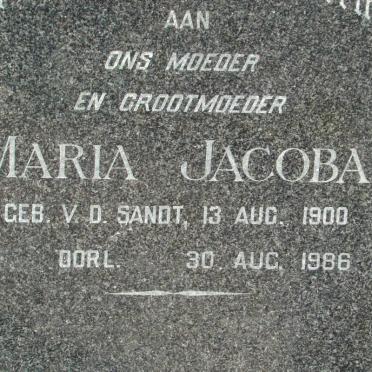 AAN
ONS MOEDER
EN GROOTMOEDER
MARIA JACOBA
GEB. V. D. SANDT, 13 AUG. 1900
OORL. 30 AUG. 1986